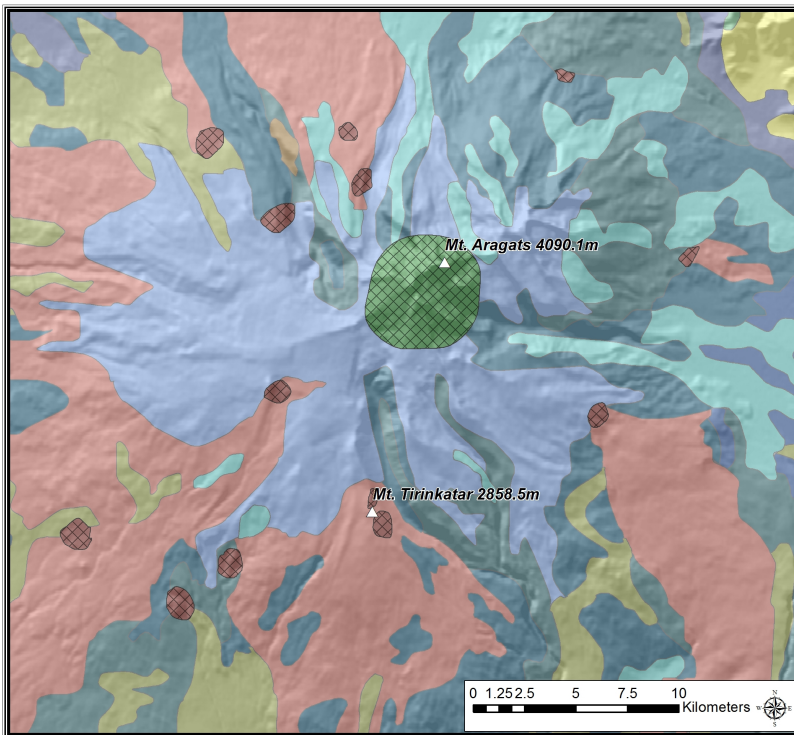 Mt. Aragats 4090.1m
Mt. Tirinkatar 2858.5m
0 1.25 2.5 5 7.5 10
Kilometers
N
W E
S